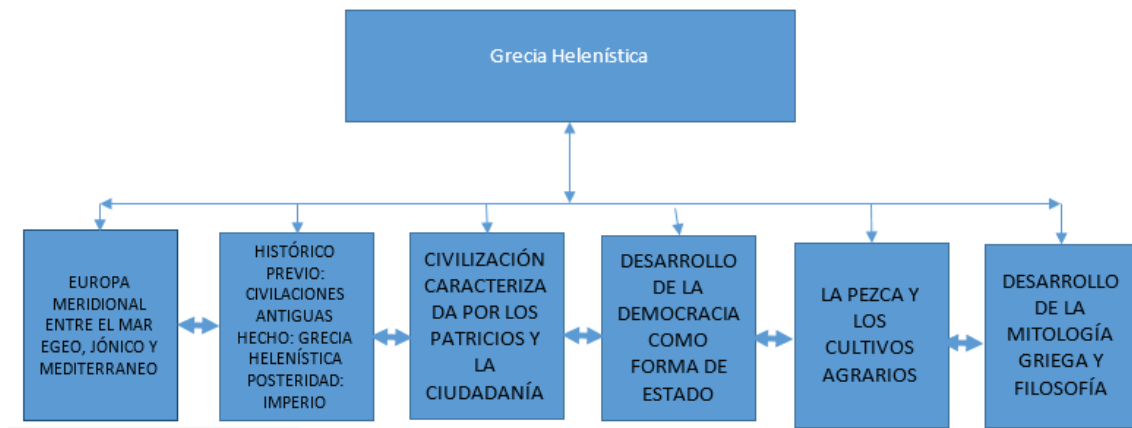 Grecia Helenística
EUROPA
MERIDIONAL
ENTRE EL MAR
EGEO, JÓNICO Y
MEDITERRANEO
HISTÓRICO
PREVIO:
CIVILACIONES
ANTIGUAS
HECHO: GRECIA
HELENÍSTICA
POSTERIDAD:
IMPERIO
CIVILIZACIÓN
CARACTERIZA
DA POR LOS
PATRICIOS Y
LA
CIUDADANÍA
DESARROLLO
DE LA
DEMOCRACIA
COMO
FORMA DE
ESTADO
LA PEZCA Y
LOS
CULTIVOS
AGRARIOS
DESARROLLO
DE LA
MITOLOGÍA
GRIEGA Y
FILOSOFÍA